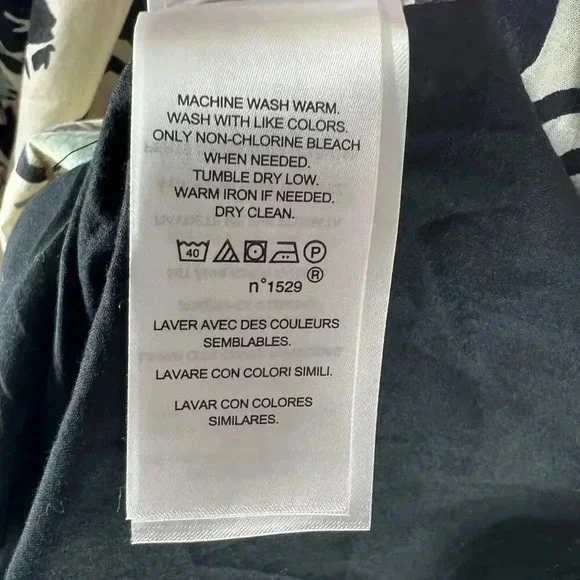 MACHINE WASH WARM.
WASH WITH LIKE COLORS.
ONLY NON-CHLORINE BLEACH
WHEN NEEDED.
TUMBLE DRY LOW.
WARM IRON IF NEEDED.
DRY CLEAN.
40 P
n°1529 ®
LAVER AVEC DES COULEURS
SEMBLABLES.
LAVARE CON COLORI SIMILI.
LAVAR CON COLORES
SIMILARES.